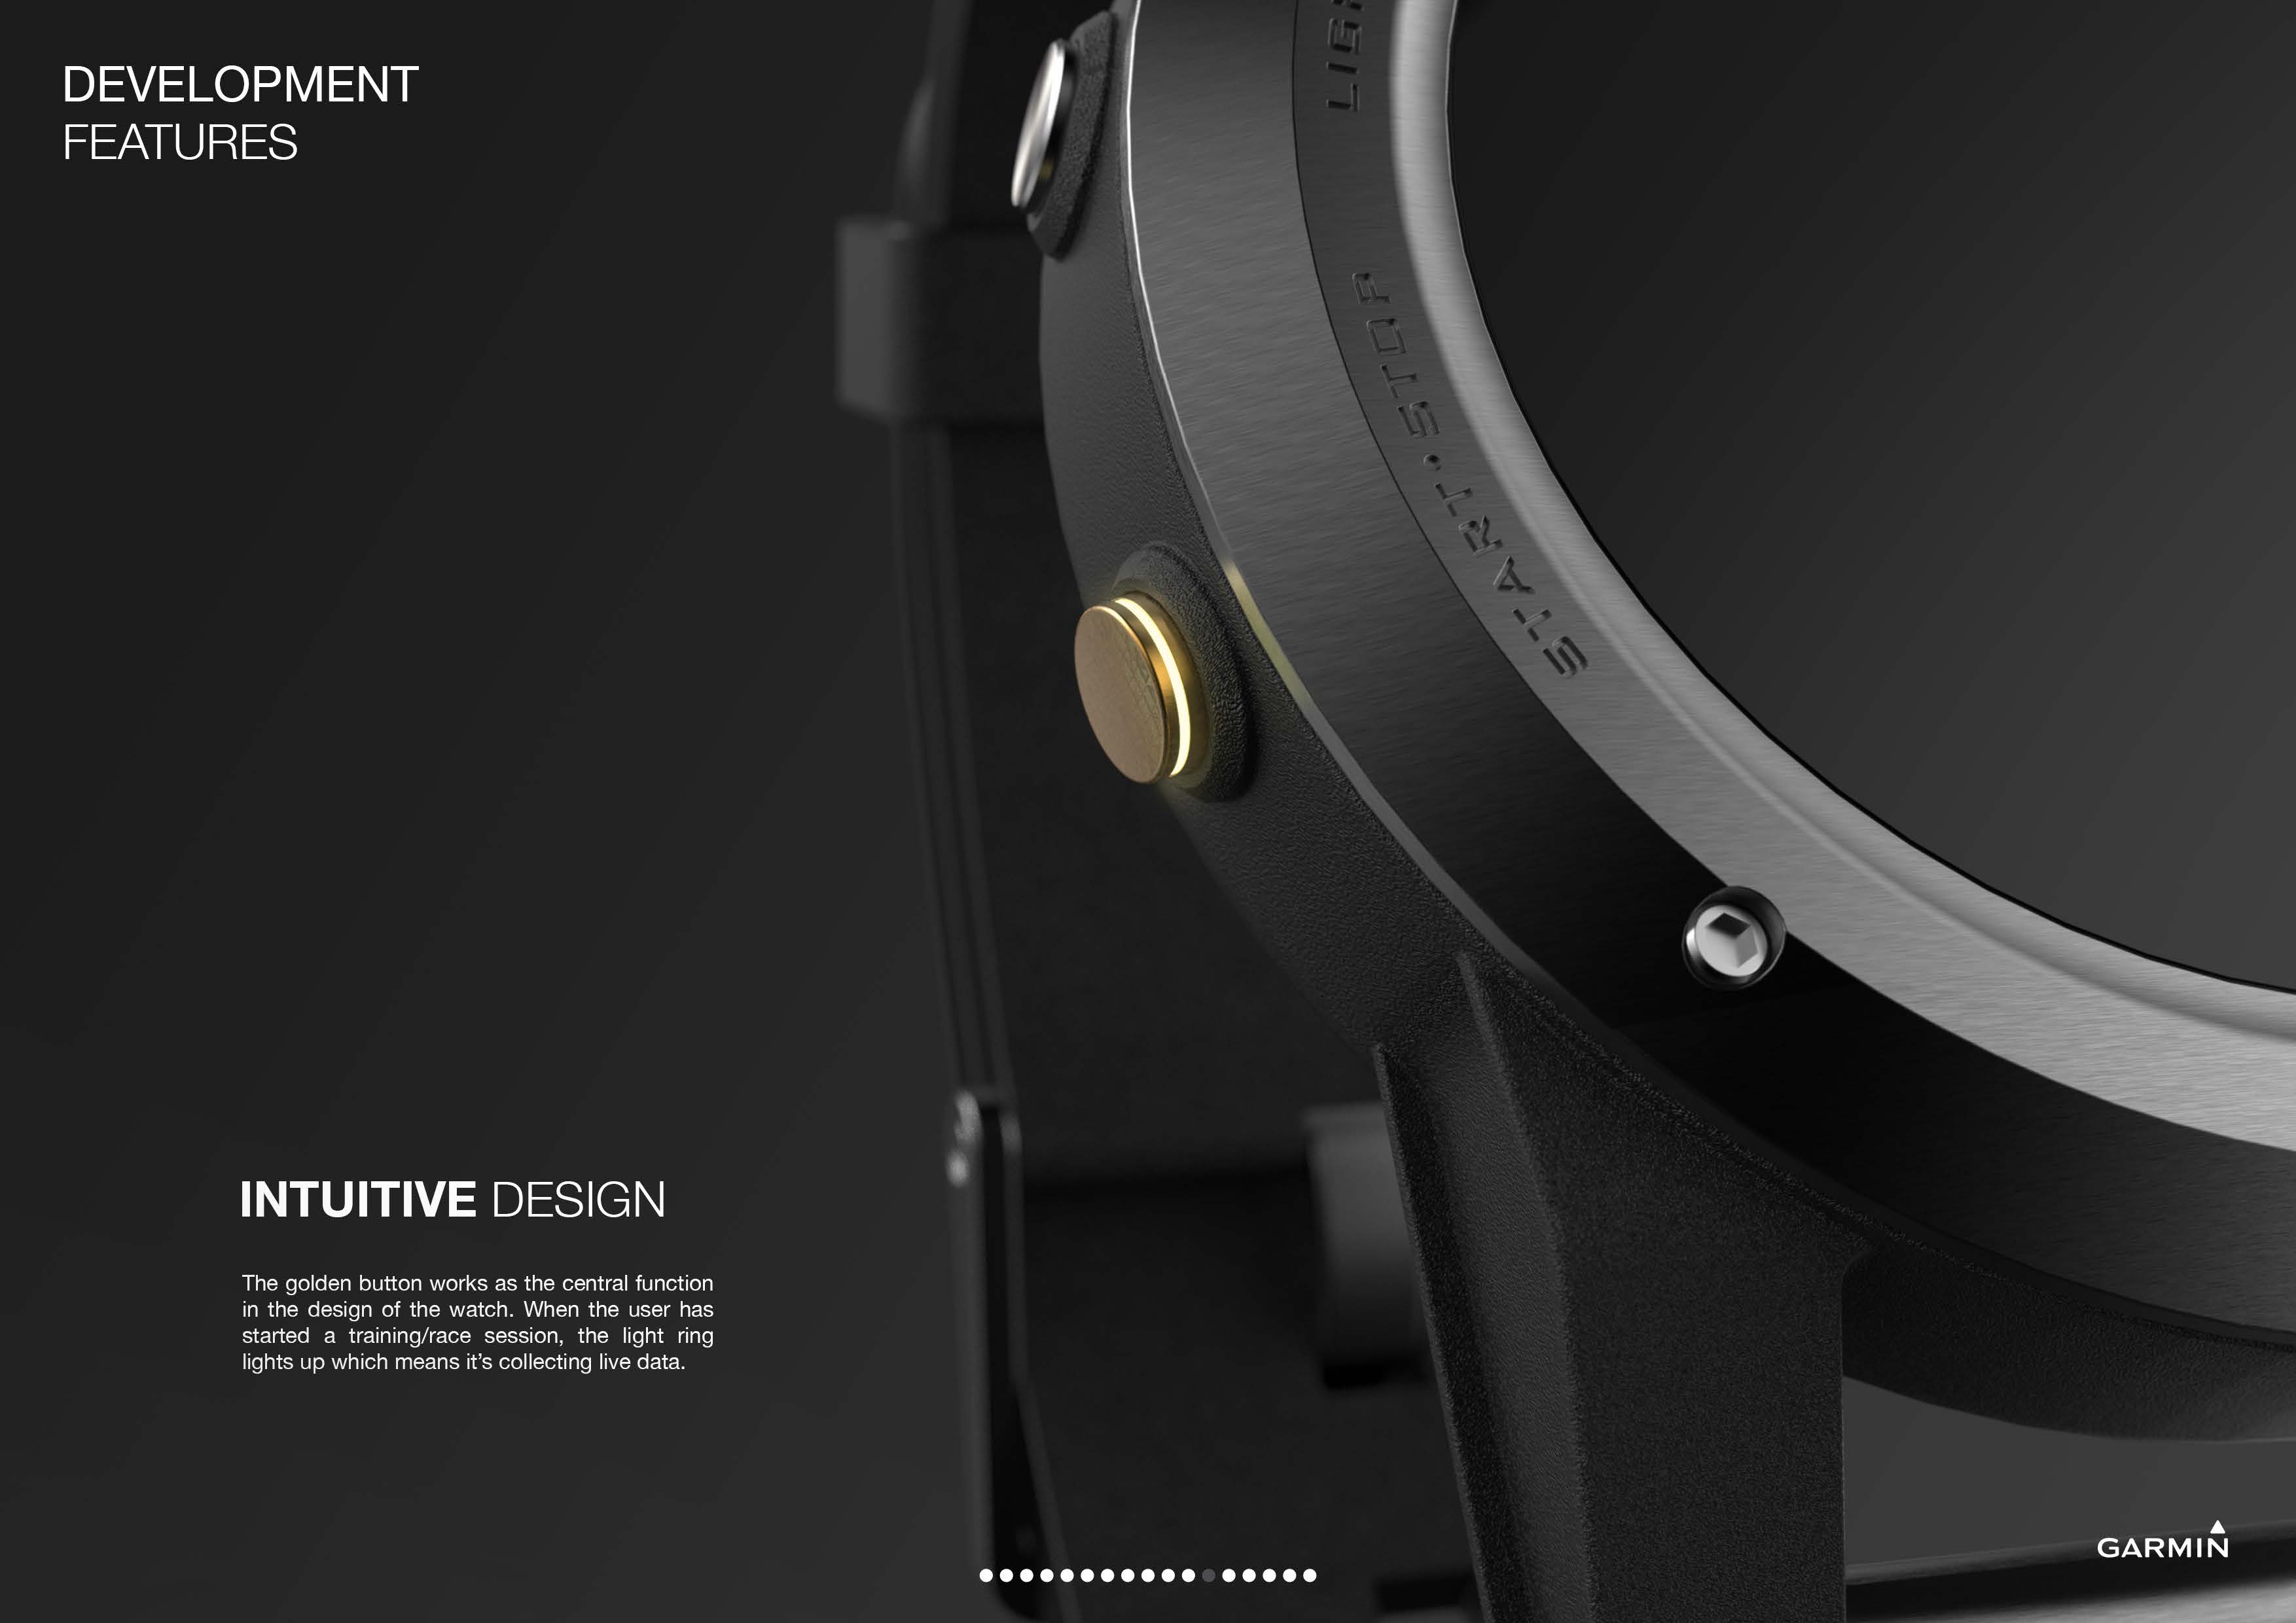 DEVELOPMENT
FEATURES
START·STOP
INTUITIVE DESIGN
The golden button works as the central function
in the design of the watch. When the user has
started a training/race session, the light ring
lights up which means it's collecting live data.
GARMIN